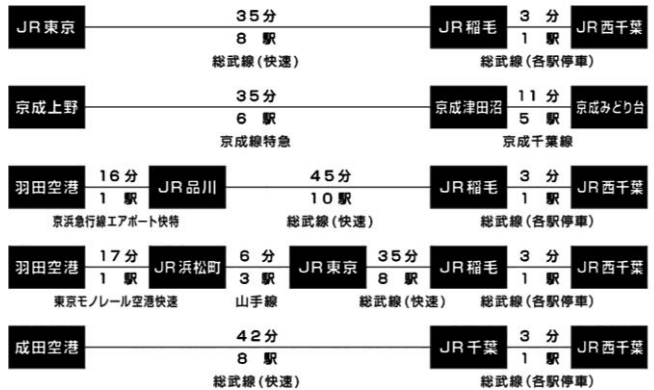 35分 3 分
JR東京 JR稲毛 JR西千葉
8 駅 1 駅
総武線(快速) 総武線(各駅停車)
35分 11分
京成上野 京成津田沼 京成みどり台
6 駅 5 駅
京成線特急 京成千葉線
16分 45分 3 分
羽田空港 JR品川 JR稲毛 JR西千葉
1 駅 10駅 1 駅
京浜急行線エアポート快特 総武線(快速) 総武線(各駅停車)
17分 6 分 35分 3 分
羽田空港 JR浜松町 JR東京 JR稲毛 JR西千葉
1 駅 3 駅 8 駅 1 駅
東京モノレール空港快速 山手線 総武線(快速) 総武線(各駅停車)
42分 3 分
成田空港 JR千葉 JR西千葉
8 駅 1 駅
総武線(快速) 総武線(各駅停車)